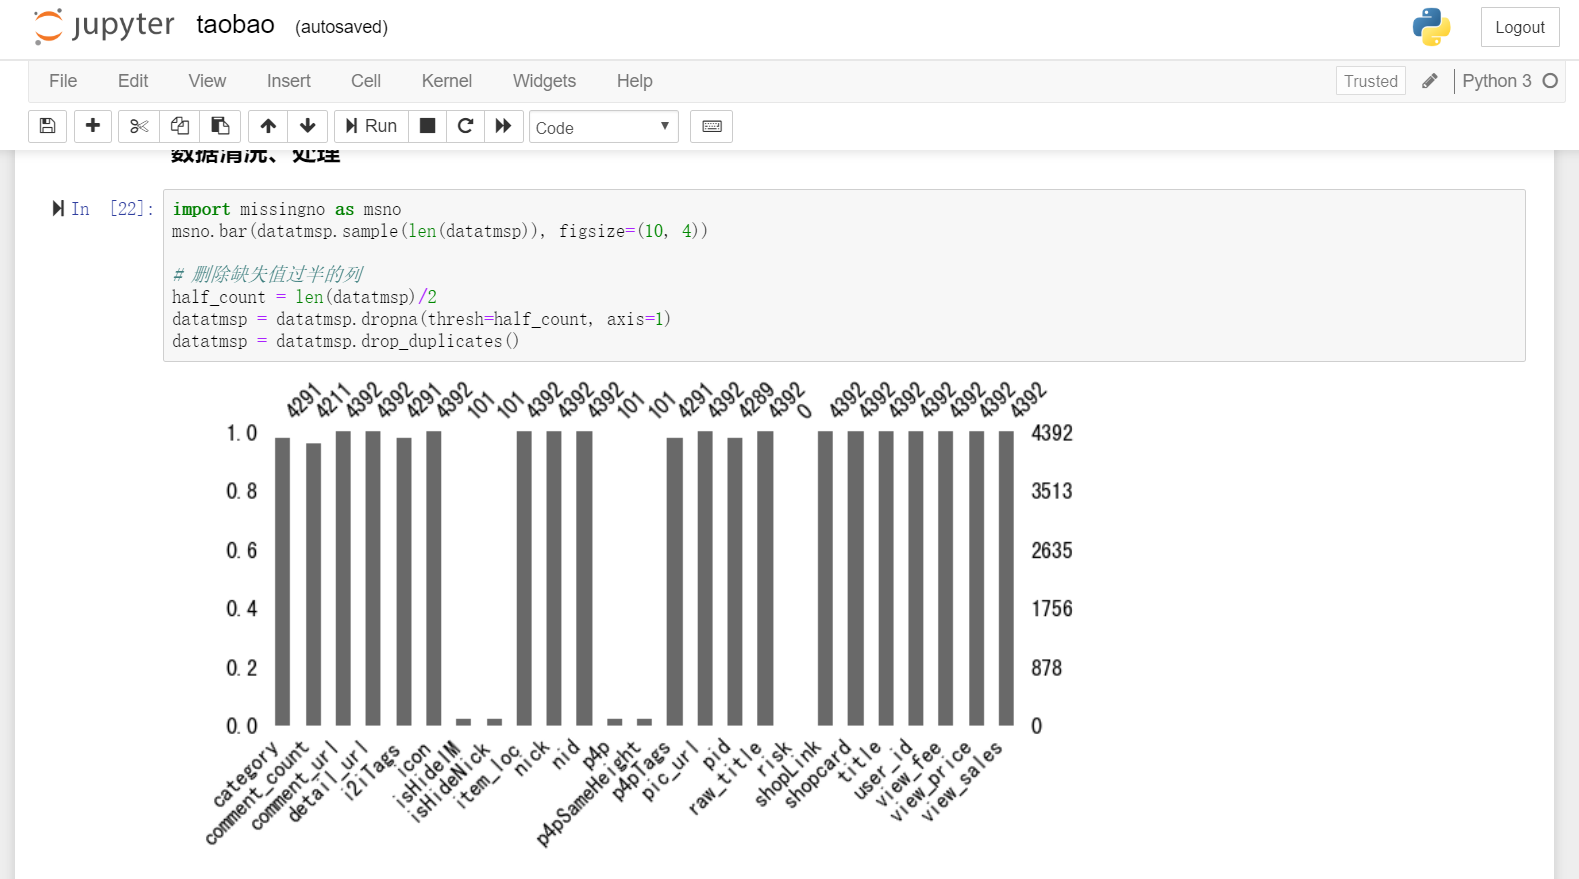 jupyter taobao (autosaved)
Logout
File Edit View Insert Cell Kernel Widgets Help
Trusted Python 3
Run Code
数据清洗、处理
In [22]:
import missingno as msno
msno.bar(datatmsp.sample(len(datatmsp)), figsize=(10, 4))
# 删除缺失值过半的列
half_count = len(datatmsp)/2
datatmsp = datatmsp.dropna(thresh=half_count, axis=1)
datatmsp = datatmsp.drop_duplicates()
4291 4211 4392 4392 4291 4392 101 101 4392 4392 4392 101 101 4291 4392 4289 4392 0 4392 4392 4392 4392 4392 4392 4392
1.0 4392
0.8 3513
0.6 2635
0.4 1756
0.2 878
0.0 0
category comment_count comment_url detail_url i2iTags icon isHideIM isHideNick item_loc nick nid p4p p4pSameHeight p4pTags pic_url pid raw_title risk shopLink shopcard title user_id view_fee view_price view_sales